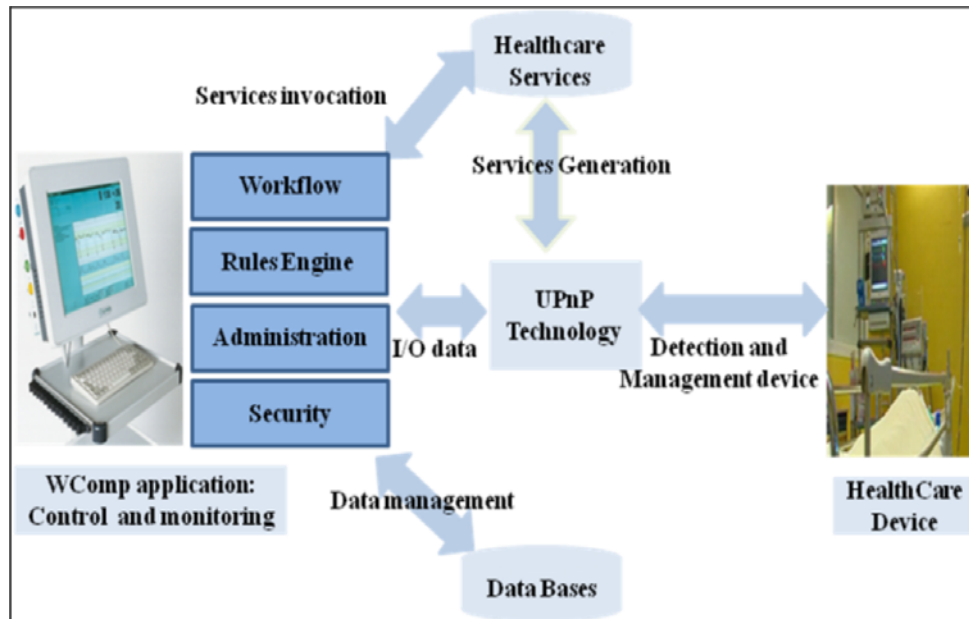 Healthcare
Services
Services invocation
Workflow
Services Generation
Rules Engine
UPnP
Technology
Administration
I/O data
Detection and
Management device
Security
WComp application:
Control and monitoring
Data management
HealthCare
Device
Data Bases